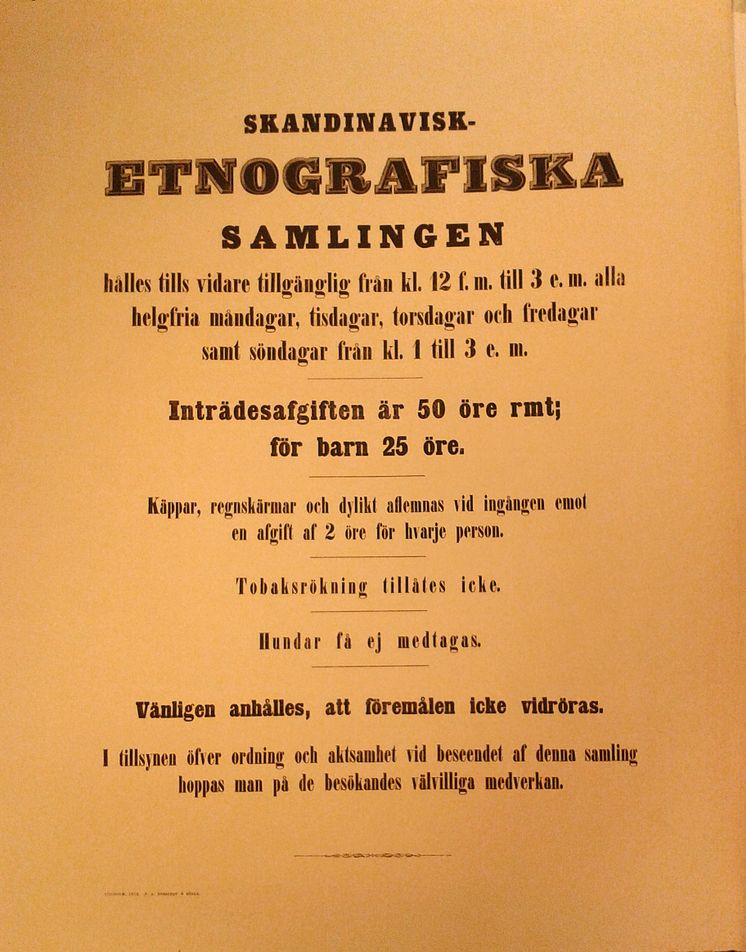 SKANDINAVISK-
ETNOGRAFISKA
SAMLINGEN
hålles tills vidare tillgänglig från kl. 12 f. m. till 3 e. m. alla
helgfria måndagar, tisdagar, torsdagar och fredagar
samt söndagar från kl. 1 till 3 e. m.
Inträdesafgiften är 50 öre rmt;
för barn 25 öre.
Käppar, regnskärmar och dylikt aflemnas vid ingången emot
en afgift af 2 öre för hvarje person.
Tobaksrökning tillåtes icke.
Hundar få ej medtagas.
Vänligen anhålles, att föremålen icke vidröras.
I tillsynen öfver ordning och aktsamhet vid beseendet af denna samling
hoppas man på de besökandes välvilliga medverkan.